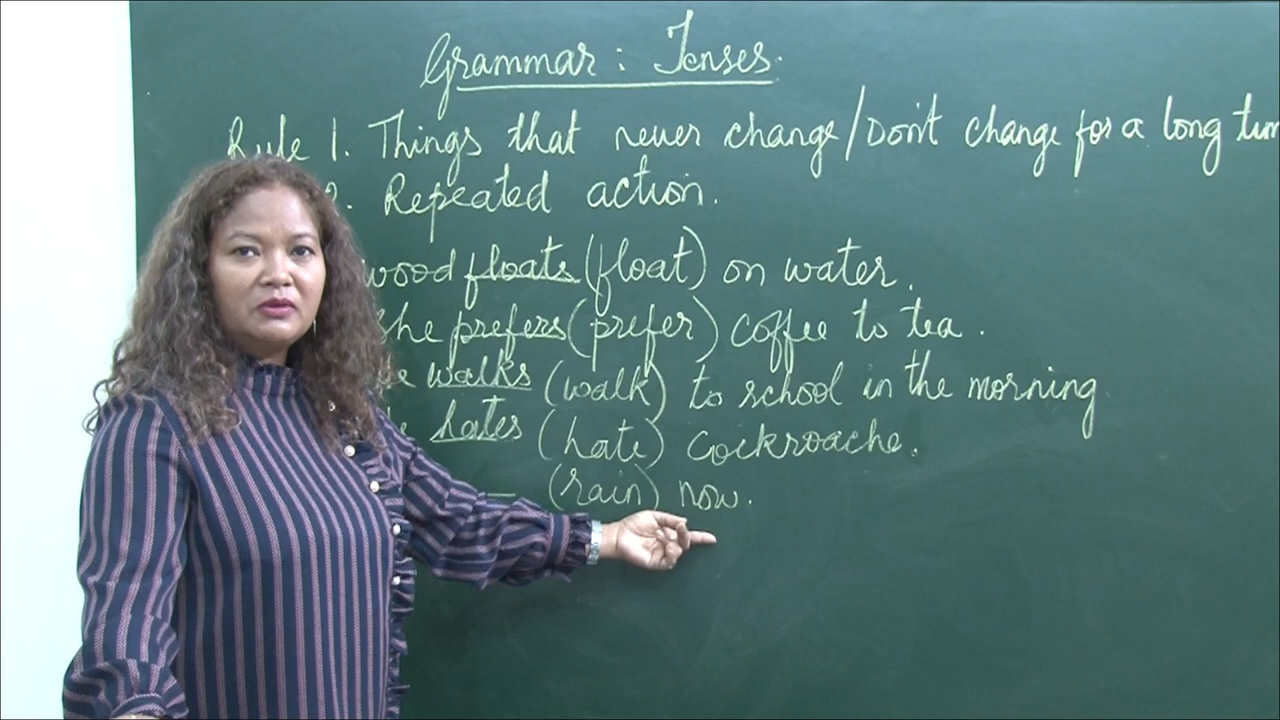 Grammar : Tenses.
Rule 1. Things that never change/Don't change for a long
2. Repeated action.
wood floats (float) on water.
prefers (prefer) coffee to tea.
walks (walk) to school in the morning
hates (hate) Cockroache.
— (rain) now.